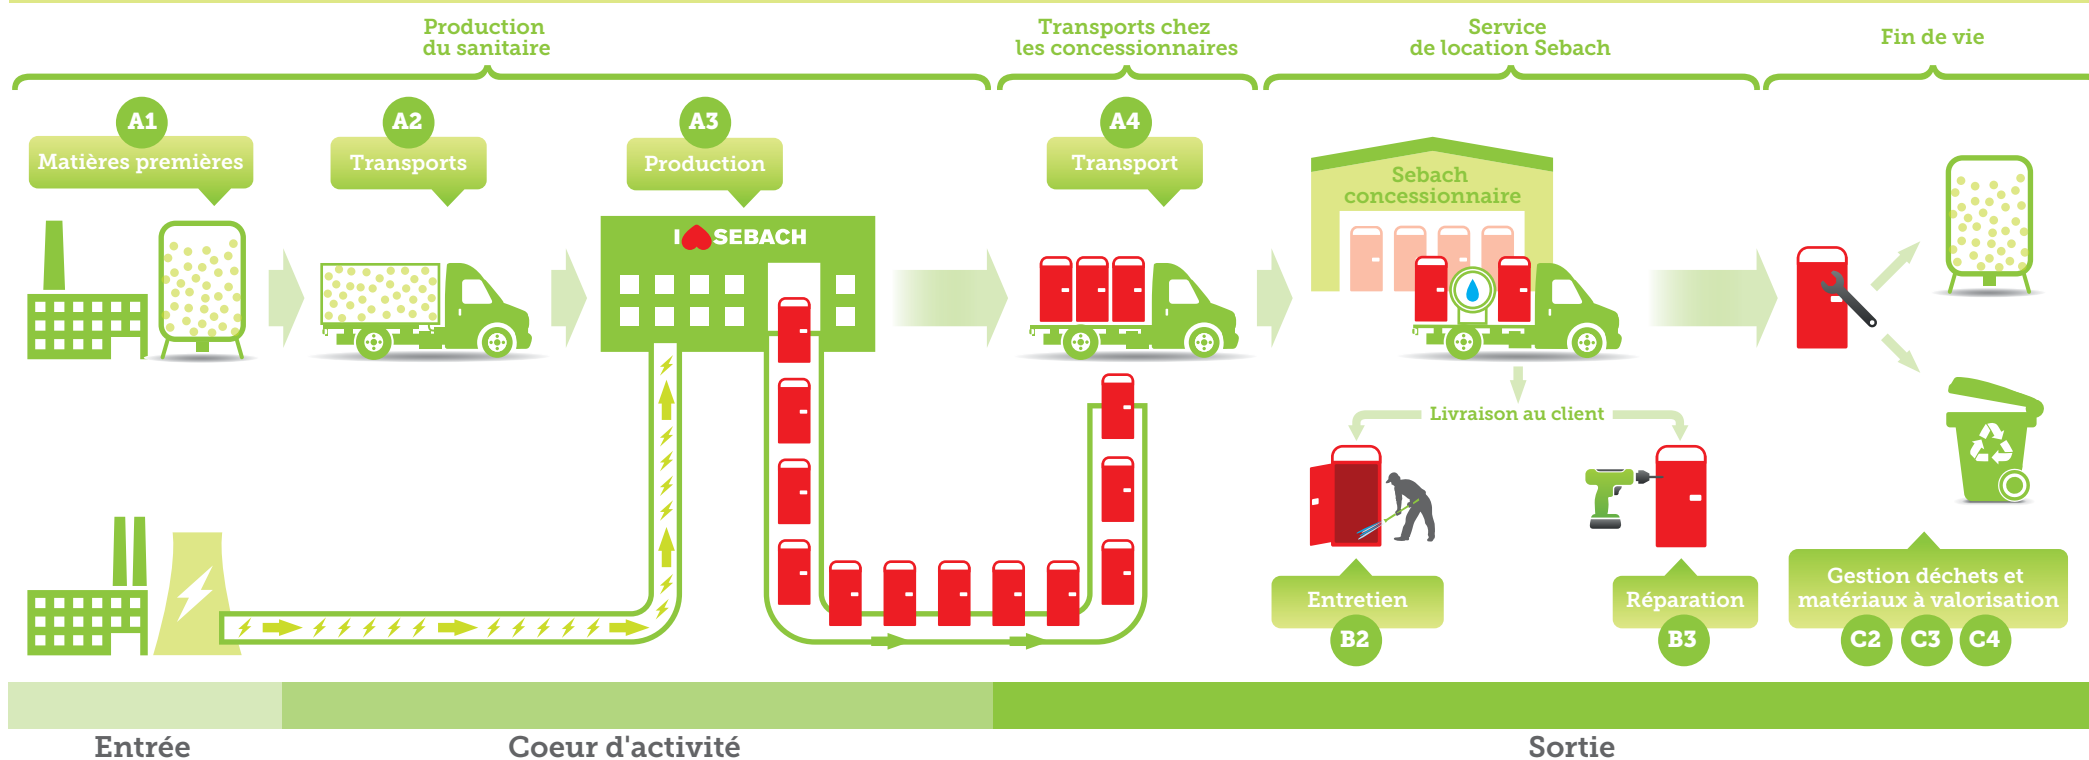 Production
du sanitaire
Transports chez
les concessionnaires
Service
de location Sebach
Fin de vie
A1
Matières premières
A2
Transports
A3
Production
A4
Transport
I SEBACH
Sebach
concessionnaire
Livraison au client
Entretien
B2
Réparation
B3
Gestion déchets et
matériaux à valorisation
C2 C3 C4
Entrée
Coeur d'activité
Sortie